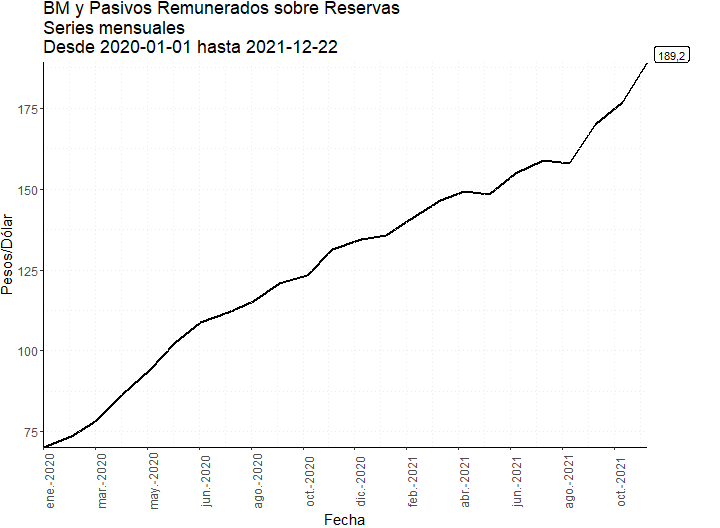 BM y Pasivos Remunerados sobre Reservas
Series mensuales
Desde 2020-01-01 hasta 2021-12-22
189,2
175
150
125
100
75
Pesos/Dólar
ene.-2020
mar.-2020
may.-2020
jun.-2020
ago.-2020
oct.-2020
dic.-2020
feb.-2021
abr.-2021
jun.-2021
ago.-2021
oct.-2021
Fecha